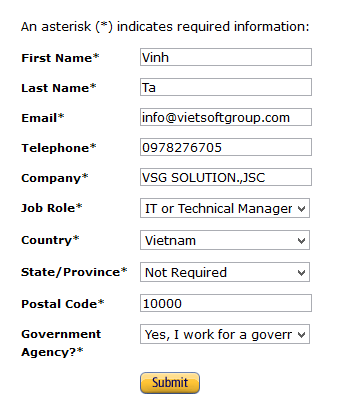 An asterisk (*) indicates required information:
First Name* Vinh
Last Name* Ta
Email* info@vietsoftgroup.com
Telephone* 0978276705
Company* VSG SOLUTION.,JSC
Job Role* IT or Technical Manager
Country* Vietnam
State/Province* Not Required
Postal Code* 10000
Government Yes, I work for a goverr
Agency?*
Submit